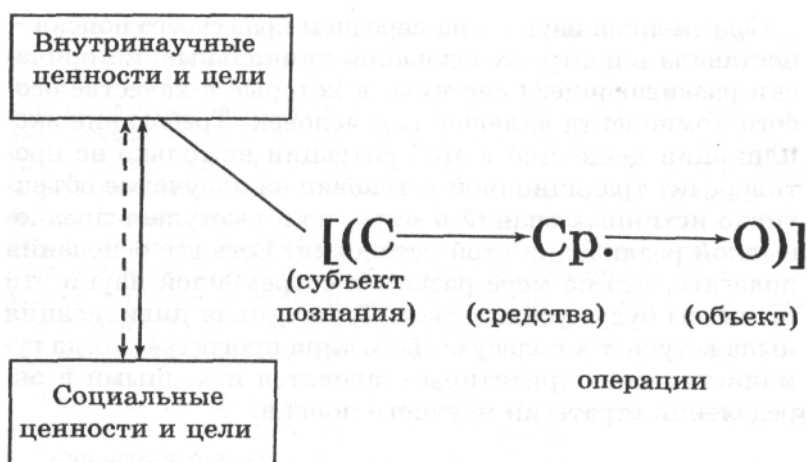 Внутринаучные
ценности и цели
[(С Ср. О)]
(субъект
познания) (средства) (объект)
операции
Социальные
ценности и цели